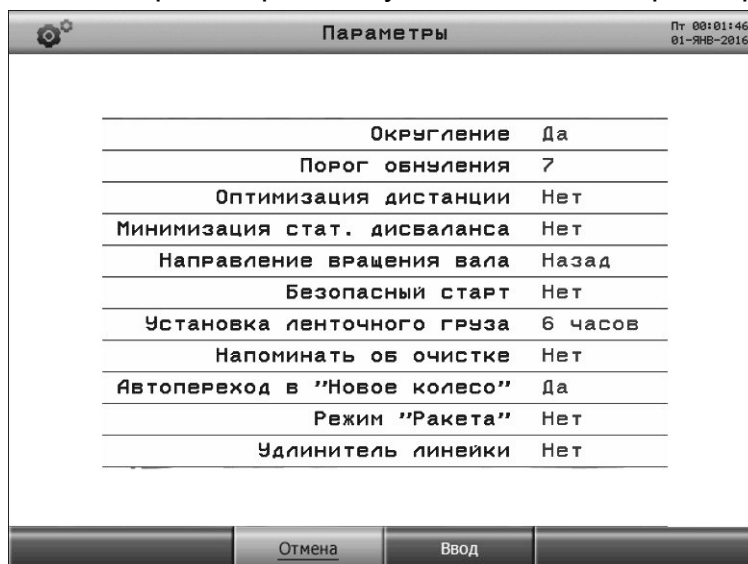 Параметры
Пт 00:01:46
01-ЯНВ-2016
Округление Да
Порог обнуления 7
Оптимизация дистанции Нет
Минимизация стат. дисбаланса Нет
Направление вращения вала Назад
Безопасный старт Нет
Установка ленточного груза 6 часов
Напоминать об очистке Нет
Автопереход в "Новое колесо" Да
Режим "Ракета" Нет
Удлинитель линейки Нет
Отмена Ввод